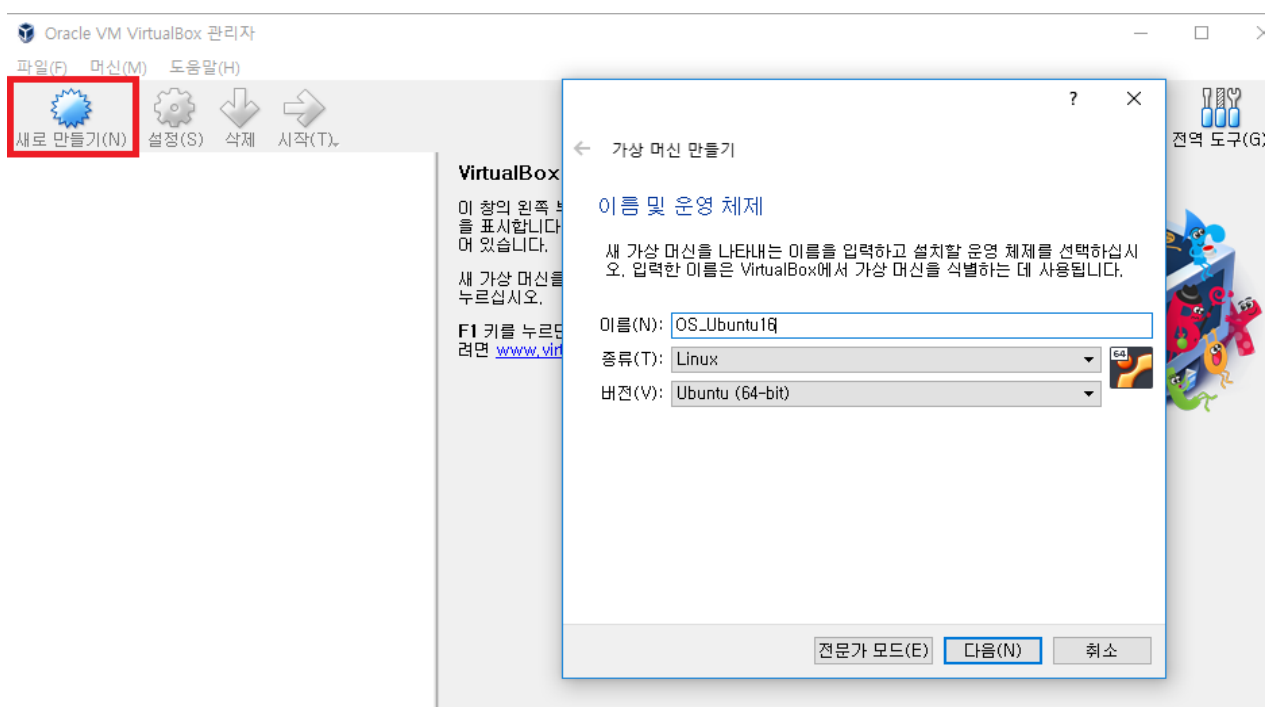 Oracle VM VirtualBox 관리자
파일(F) 머신(M) 도움말(H)
새로 만들기(N) 설정(S) 삭제 시작(T)
전역 도구(G)
VirtualBox
이 창의 왼쪽
을 표시합니다
어 있습니다.
새 가상 머신을
누르십시오.
F1 키를 누르면
려면 www.virt
?
가상 머신 만들기
이름 및 운영 체제
새 가상 머신을 나타내는 이름을 입력하고 설치할 운영 체제를 선택하십시
오. 입력한 이름은 VirtualBox에서 가상 머신을 식별하는 데 사용됩니다.
이름(N): OS_Ubuntu16
종류(T): Linux
64
버전(V): Ubuntu (64-bit)
전문가 모드(E) 다음(N) 취소